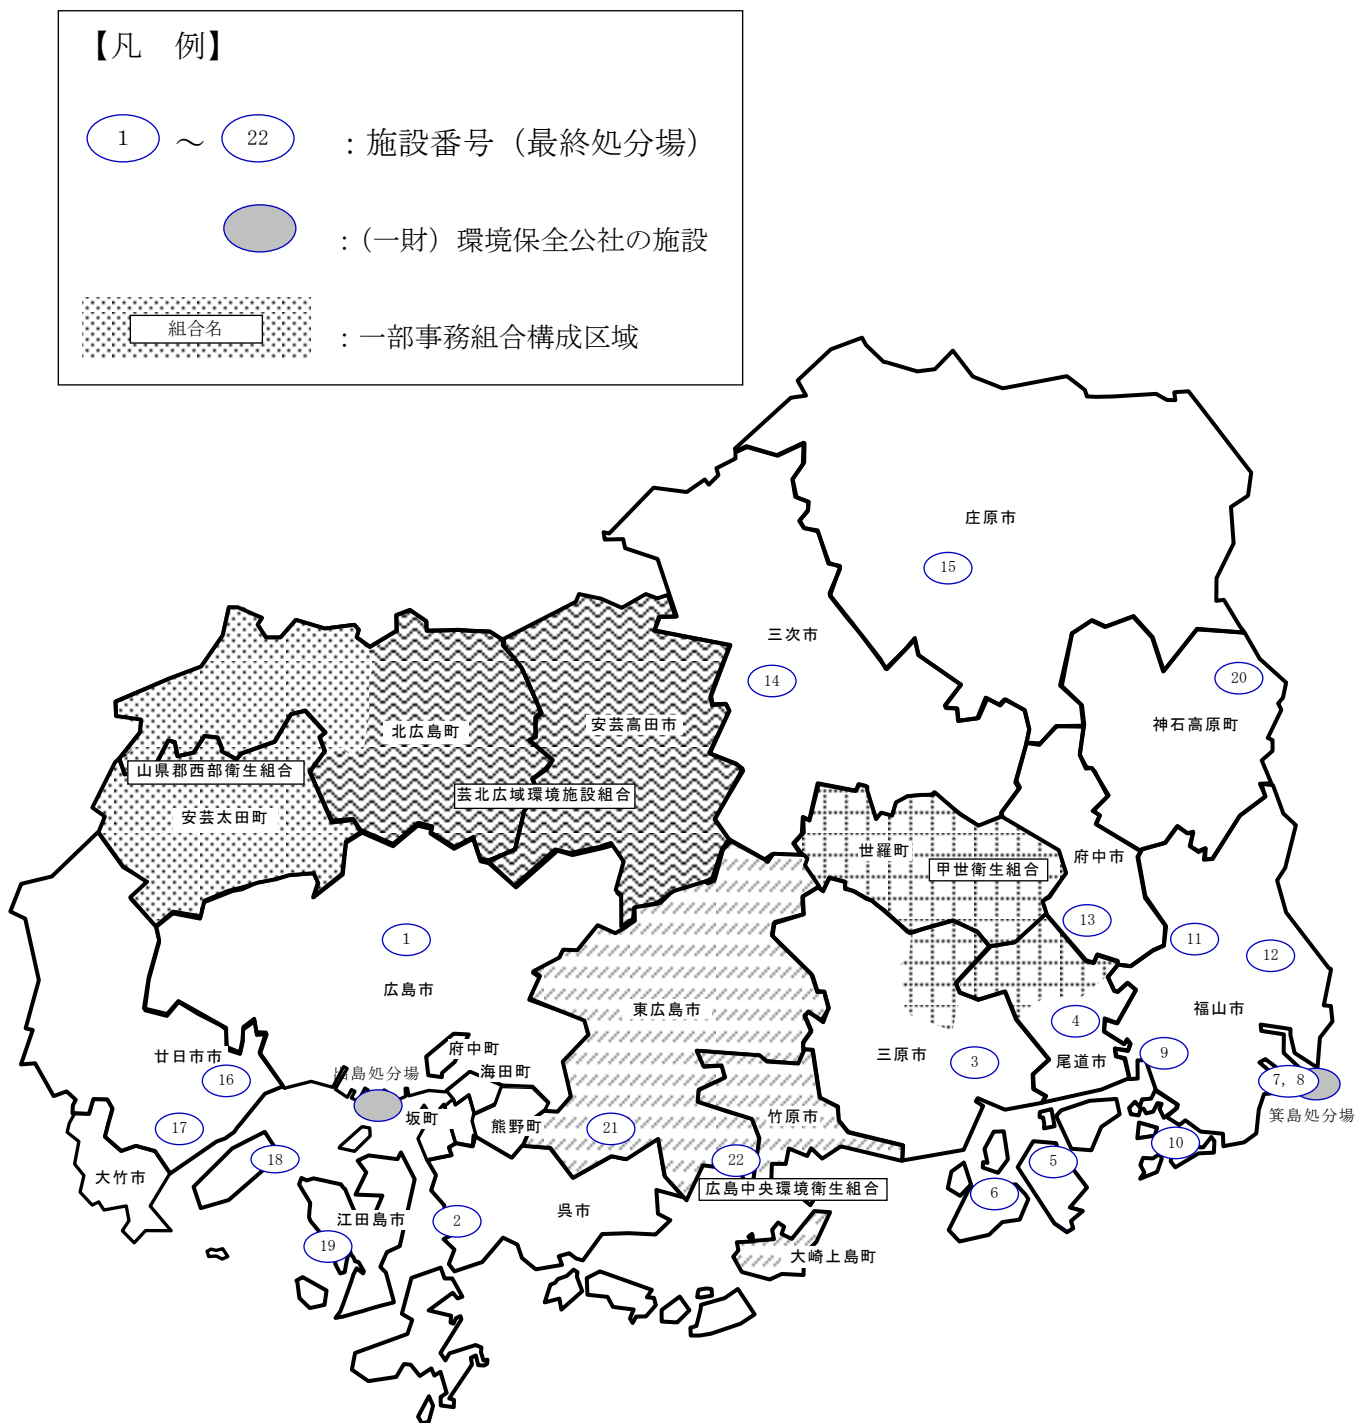 【凡　例】
1 ～ 22 ：施設番号（最終処分場）
：（一財）環境保全公社の施設
組合名 ：一部事務組合構成区域
庄原市
15
三次市
14
20
神石高原町
安芸高田市
北広島町
山県郡西部衛生組合
芸北広域環境施設組合
安芸太田町
世羅町
府中市
甲世衛生組合
13
11
12
1
広島市
東広島市
福山市
4
三原市
3
尾道市
9
府中町
廿日市市
海田町
出島処分場
16
7, 8
坂町
竹原市
箕島処分場
熊野町
17
21
10
18
22
5
大竹市
広島中央環境衛生組合
6
江田島市
2
呉市
19
大崎上島町